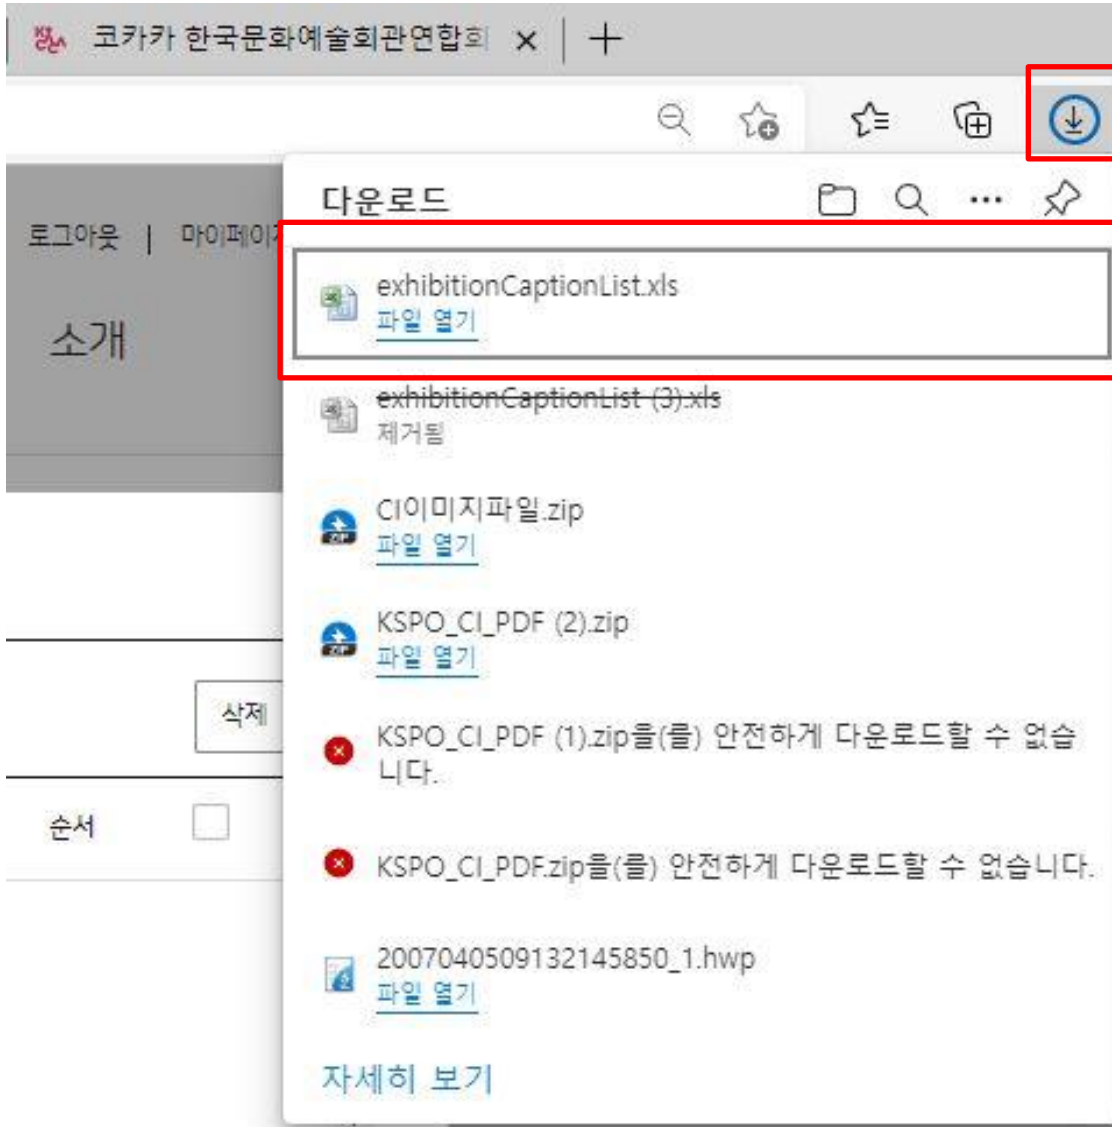 코카카 한국문화예술회관연합회
다운로드
로그아웃 | 마이페이지
소개
exhibitionCaptionList.xls
파일 열기
exhibitionCaptionList (3).xls
제거됨
CI이미지파일.zip
파일 열기
KSPO_CI_PDF (2).zip
파일 열기
삭제
KSPO_CI_PDF (1).zip을(를) 안전하게 다운로드할 수 없습
니다.
순서
KSPO_CI_PDF.zip을(를) 안전하게 다운로드할 수 없습니다.
2007040509132145850_1.hwp
파일 열기
자세히 보기